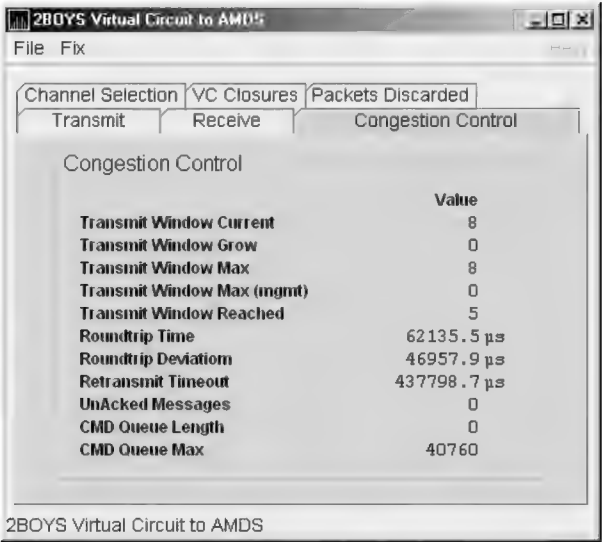 2BOYS Virtual Circuit to AMDS
File Fix
Channel Selection VC Closures Packets Discarded
Transmit Receive Congestion Control
Congestion Control
Value
Transmit Window Current 8
Transmit Window Grow 0
Transmit Window Max 8
Transmit Window Max (mgmt) 0
Transmit Window Reached 5
Roundtrip Time 62135.5 µs
Roundtrip Deviatiom 46957.9 µs
Retransmit Timeout 437798.7 µs
UnAcked Messages 0
CMD Queue Length 0
CMD Queue Max 40760
2BOYS Virtual Circuit to AMDS